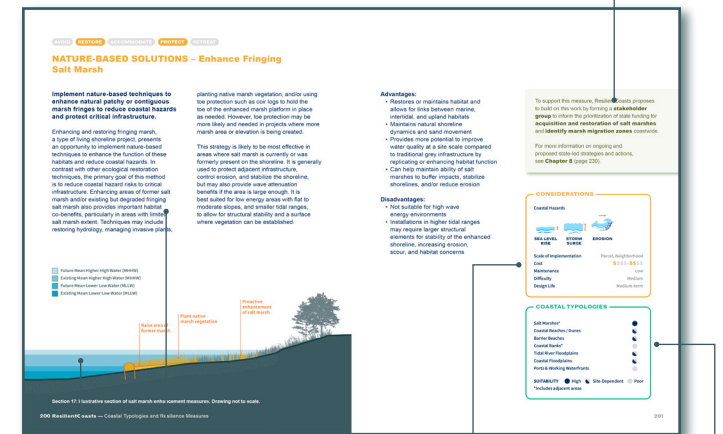 RESTORE
ACCOMMODATE
PROTECT
RETREAT
NATURE-BASED SOLUTIONS – Enhance Fringing
Salt Marsh
Implement nature-based techniques to
enhance natural patchy or contiguous
marsh fringes to reduce coastal hazards
and protect critical infrastructure.
Enhancing and restoring fringing marsh,
a type of living shoreline project, presents
an opportunity to implement nature-based
techniques to enhance the function of these
habitats and reduce coastal hazards. In
contrast with other ecological restoration
techniques, the primary goal of this method
is to reduce coastal hazard risks to critical
infrastructure. Enhancing areas of former salt
marsh and/or existing but degraded fringing
salt marsh also provides important habitat
co-benefits, particularly in areas with limited
salt marsh extent. Techniques may include
restoring hydrology, managing invasive plants,
planting native marsh vegetation, and/or using
toe protection such as coir logs to hold the
toe of the enhanced marsh platform in place
as needed. However, toe protection may be
more likely and needed in projects where more
marsh area or elevation is being created.
This strategy is likely to be most effective in
areas where salt marsh is currently or was
formerly present on the shoreline. It is generally
used to protect adjacent infrastructure,
control erosion, and stabilize the shoreline,
but may also provide wave attenuation
benefits if the area is large enough. It is
best suited for low energy areas with flat to
moderate slopes, and smaller tidal ranges,
to allow for structural stability and a surface
where vegetation can be established.
Future Mean Higher High Water (MHHW)
Existing Mean Higher High Water (MHHW)
Future Mean Lower Low Water (MLLW)
Existing Mean Lower Low Water (MLLW)
Raise area of
former marsh
Plant native
marsh vegetation
Proactive
enhancement
of salt marsh
Section 17: Illustrative section of salt marsh enhancement measures. Drawing not to scale.
200 ResilientCoasts — Coastal Typologies and Resilience Measures
Advantages:
• Restores or maintains habitat and
allows for links between marine,
intertidal, and upland habitats
• Maintains natural shoreline
dynamics and sand movement
• Provides more potential to improve
water quality at a site scale compared
to traditional grey infrastructure by
replicating or enhancing habitat function
• Can help maintain ability of salt
marshes to buffer impacts, stabilize
shorelines, and/or reduce erosion
Disadvantages:
• Not suitable for high wave
energy environments
• Installations in higher tidal ranges
may require larger structural
elements for stability of the enhanced
shoreline, increasing erosion,
scour, and habitat concerns
To support this measure, ResilientCoasts proposes
to build on this work by forming a stakeholder
group to inform the prioritization of state funding for
acquisition and restoration of salt marshes
and identify marsh migration zones coastwide.
For more information on ongoing and
proposed state-led strategies and actions,
see Chapter 8 (page 230).
CONSIDERATIONS
Coastal Hazards
SEA LEVEL RISE
STORM SURGE
EROSION
Scale of Implementation Parcel, Neighborhood
Cost
Maintenance Low
Difficulty Medium
Design Life Medium-term
COASTAL TYPOLOGIES
Salt Marshes*
Coastal Beaches / Dunes
Barrier Beaches
Coastal Banks*
Tidal River Floodplains
Coastal Floodplains
Ports & Working Waterfronts
SUITABILITY High Site Dependent Poor
*Includes adjacent areas
201